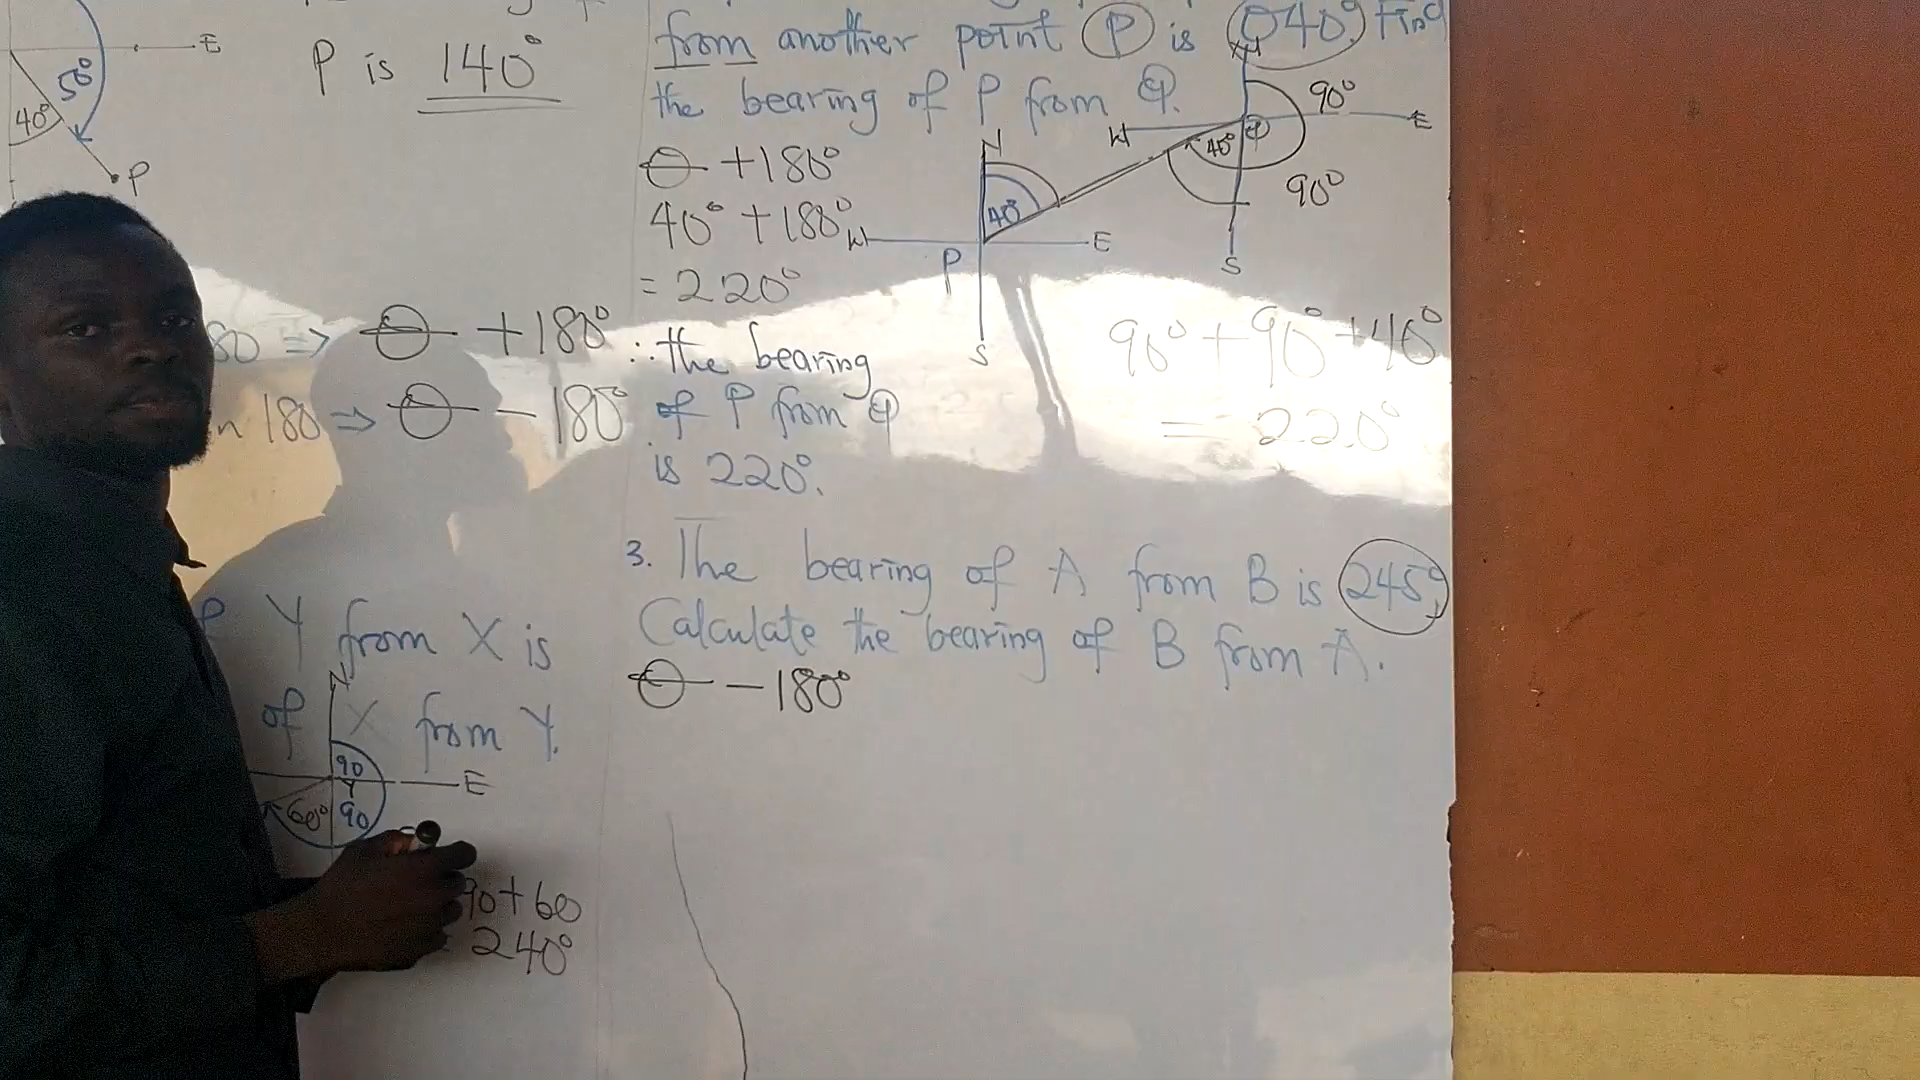 E
50°
40°
P
P is 140°
from another point P is 040°. Find
the bearing of P from Q.
θ + 180°
40° + 180°
= 220°
∴ the bearing
of P from Q
is 220°.
N
W
E
S
P
40°
N
W
E
S
Q
40°
90°
90°
90° + 90° + 40°
= 220°
80 ⇒ θ + 180°
n 180 ⇒ θ - 180°
Y from X is
of X from Y.
N
90
Y
E
60°
90
90+60
240°
3. The bearing of A from B is 245°,
Calculate the bearing of B from A.
θ - 180°